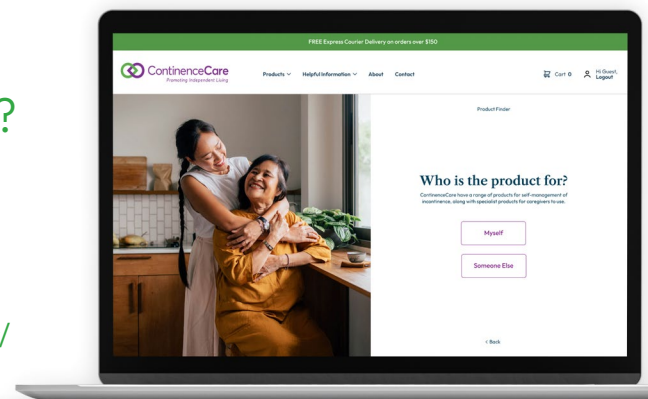 ?
/
FREE Express Courier Delivery on orders over $150
ContinenceCare
Promoting Independent Living
Products
Helpful Information
About
Contact
Cart 0
Hi Guest,
Logout
Product Finder
Who is the product for?
ContinenceCare have a range of products for self-management of
incontinence, along with specialist products for caregivers to use.
Myself
Someone Else
< Back